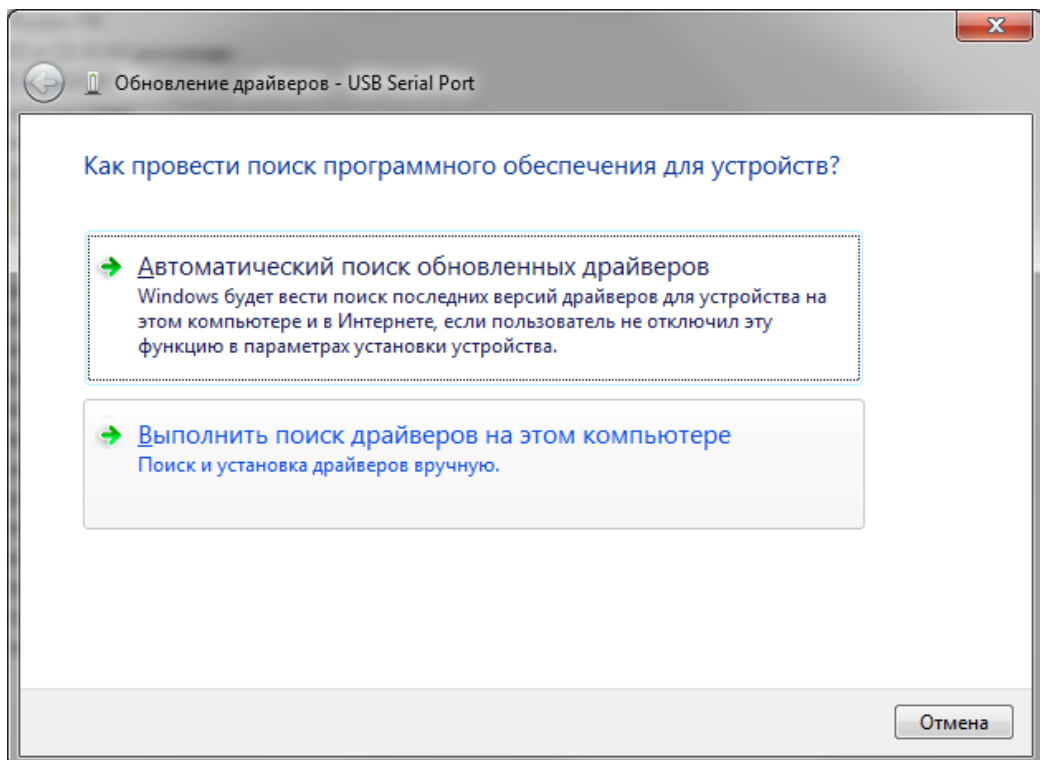 Обновление драйверов - USB Serial Port
Как провести поиск программного обеспечения для устройств?
Автоматический поиск обновленных драйверов
Windows будет вести поиск последних версий драйверов для устройства на
этом компьютере и в Интернете, если пользователь не отключил эту
функцию в параметрах установки устройства.
Выполнить поиск драйверов на этом компьютере
Поиск и установка драйверов вручную.
Отмена